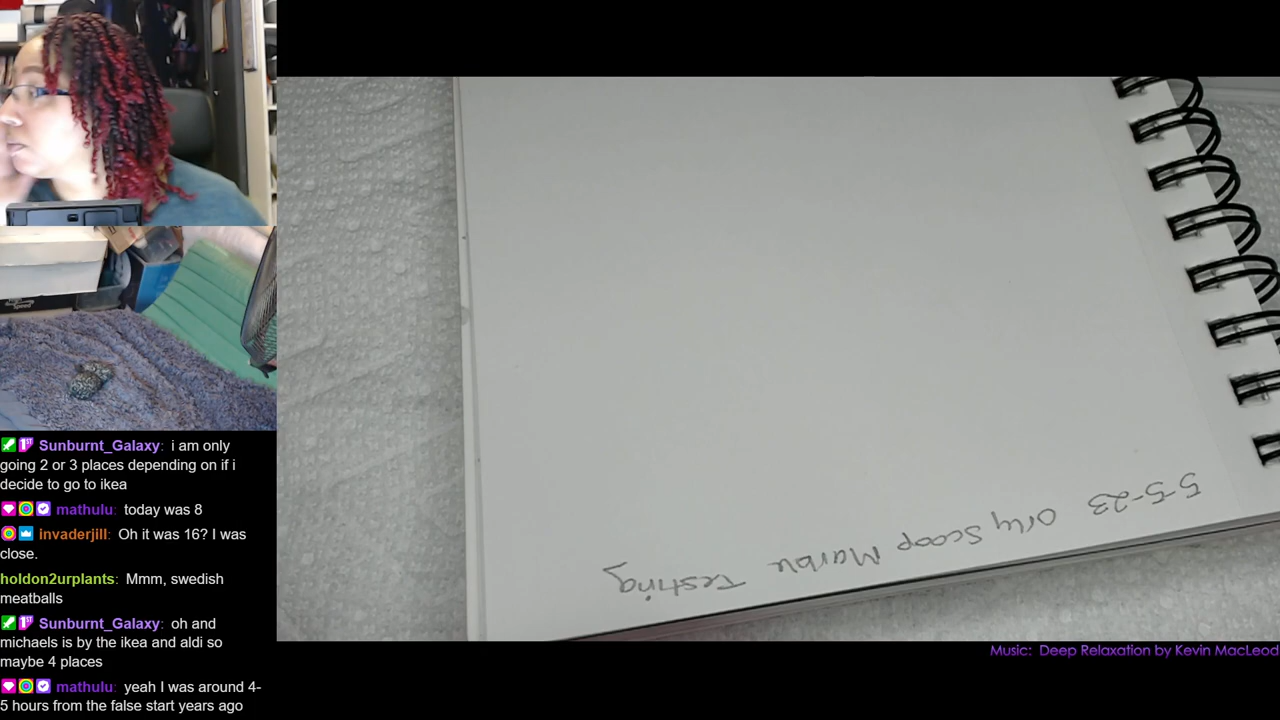 Sunburnt_Galaxy: i am only
going 2 or 3 places depending on if i
decide to go to ikea
mathulu: today was 8
invaderjill: Oh it was 16? I was
close.
holdon2urplants: Mmm, swedish
meatballs
Sunburnt_Galaxy: oh and
michaels is by the ikea and aldi so
maybe 4 places
mathulu: yeah I was around 4-
5 hours from the false start years ago
5-5-23 Orly Scoop Marble Testing
Music: Deep Relaxation by Kevin MacLeod